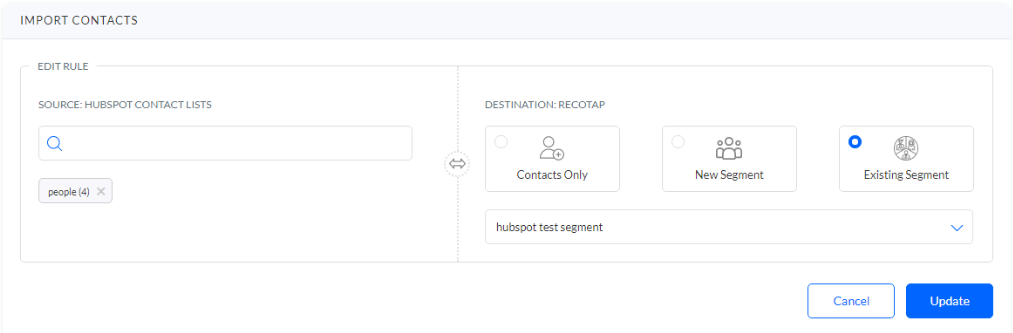 IMPORT CONTACTS
EDIT RULE
SOURCE: HUBSPOT CONTACT LISTS
people (4)
DESTINATION: RECOTAP
Contacts Only
New Segment
Existing Segment
hubspot test segment
Cancel
Update